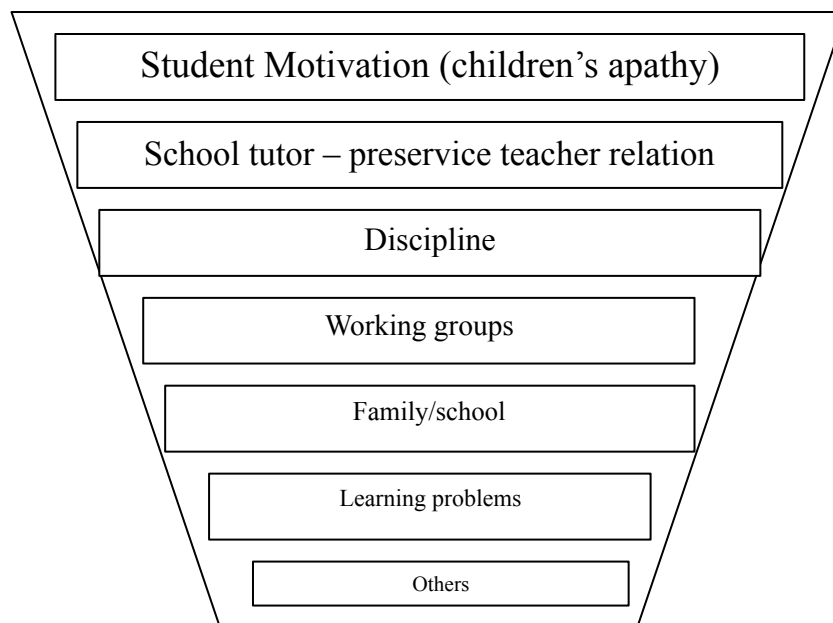 Student Motivation (children’s apathy)
School tutor – preservice teacher relation
Discipline
Working groups
Family/school
Learning problems
Others